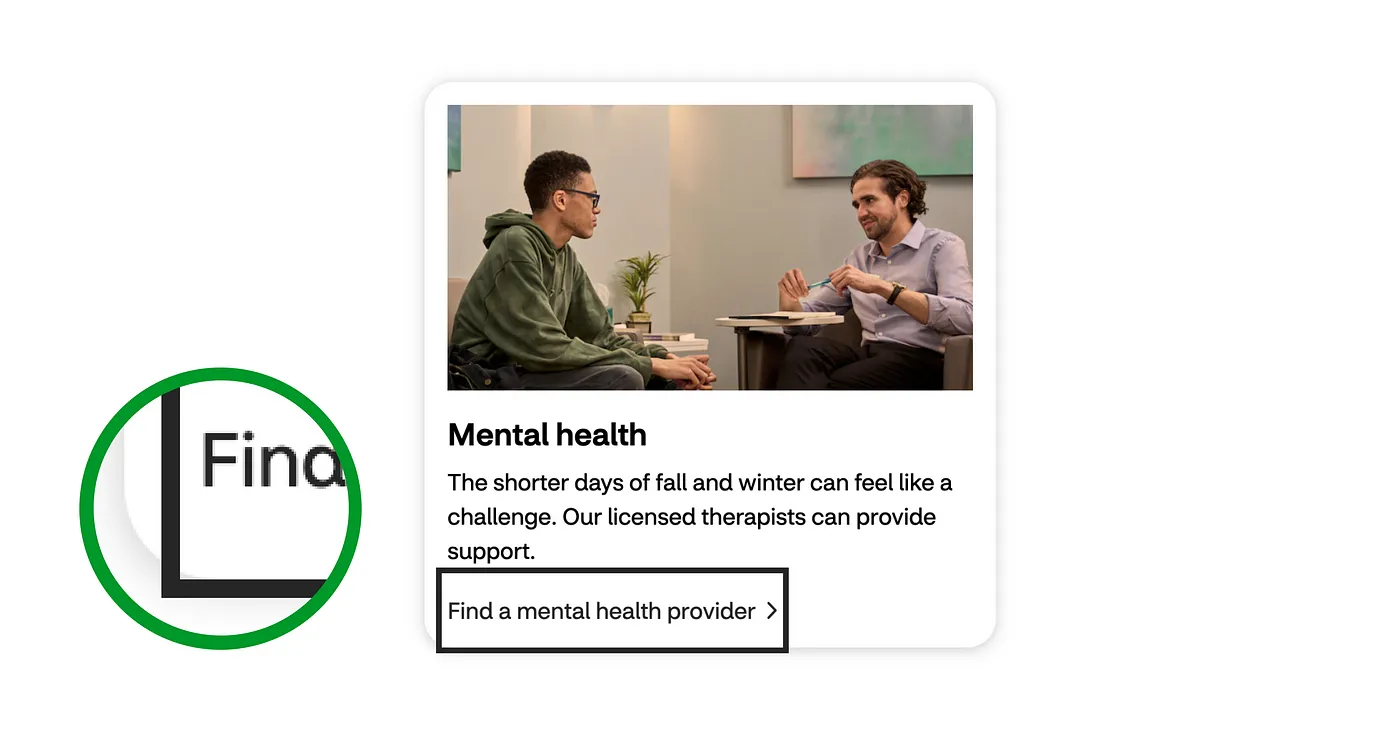 Mental health
The shorter days of fall and winter can feel like a
challenge. Our licensed therapists can provide
support.
Find a mental health provider
Find